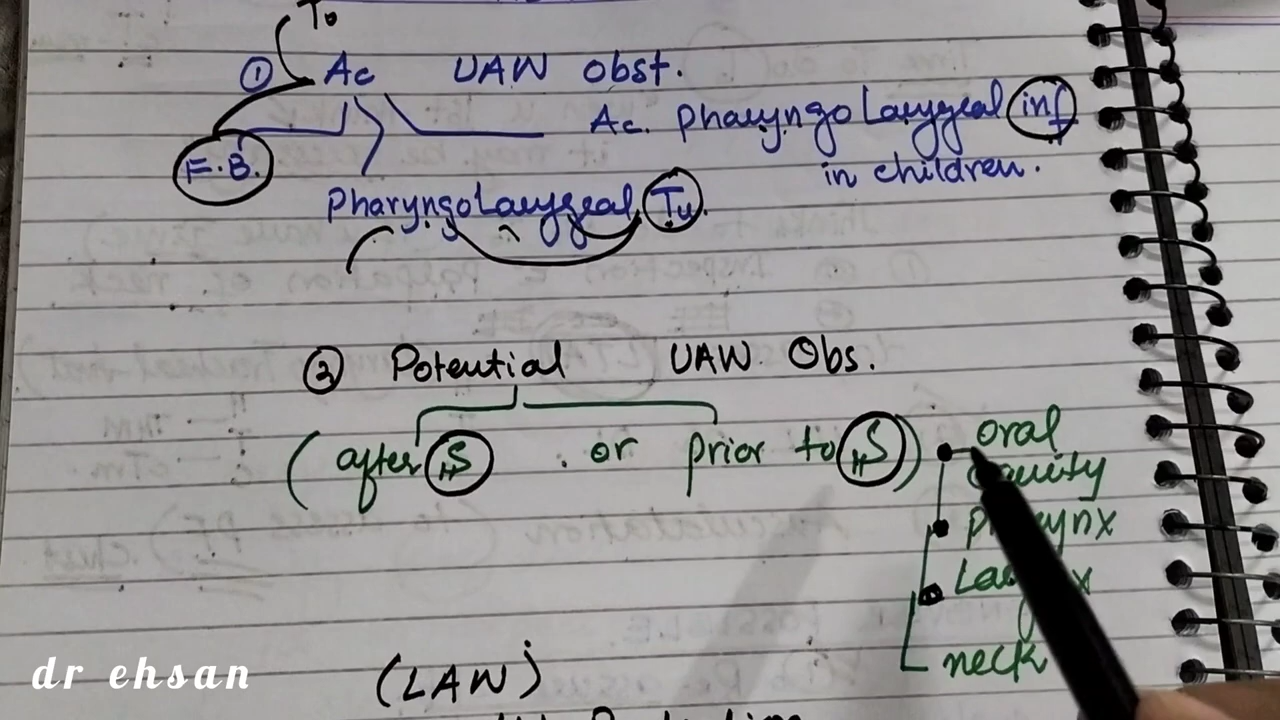 Tu
① Ac UAW Obst.
F.B. Ac. Pharyngo Laryngeal inf
in children.
Pharyngo Laryngeal Tu.
② Potential UAW Obs.
(after S or prior to S)
oral
cavity
pharynx
Larynx
neck
(LAW)
dr ehsan